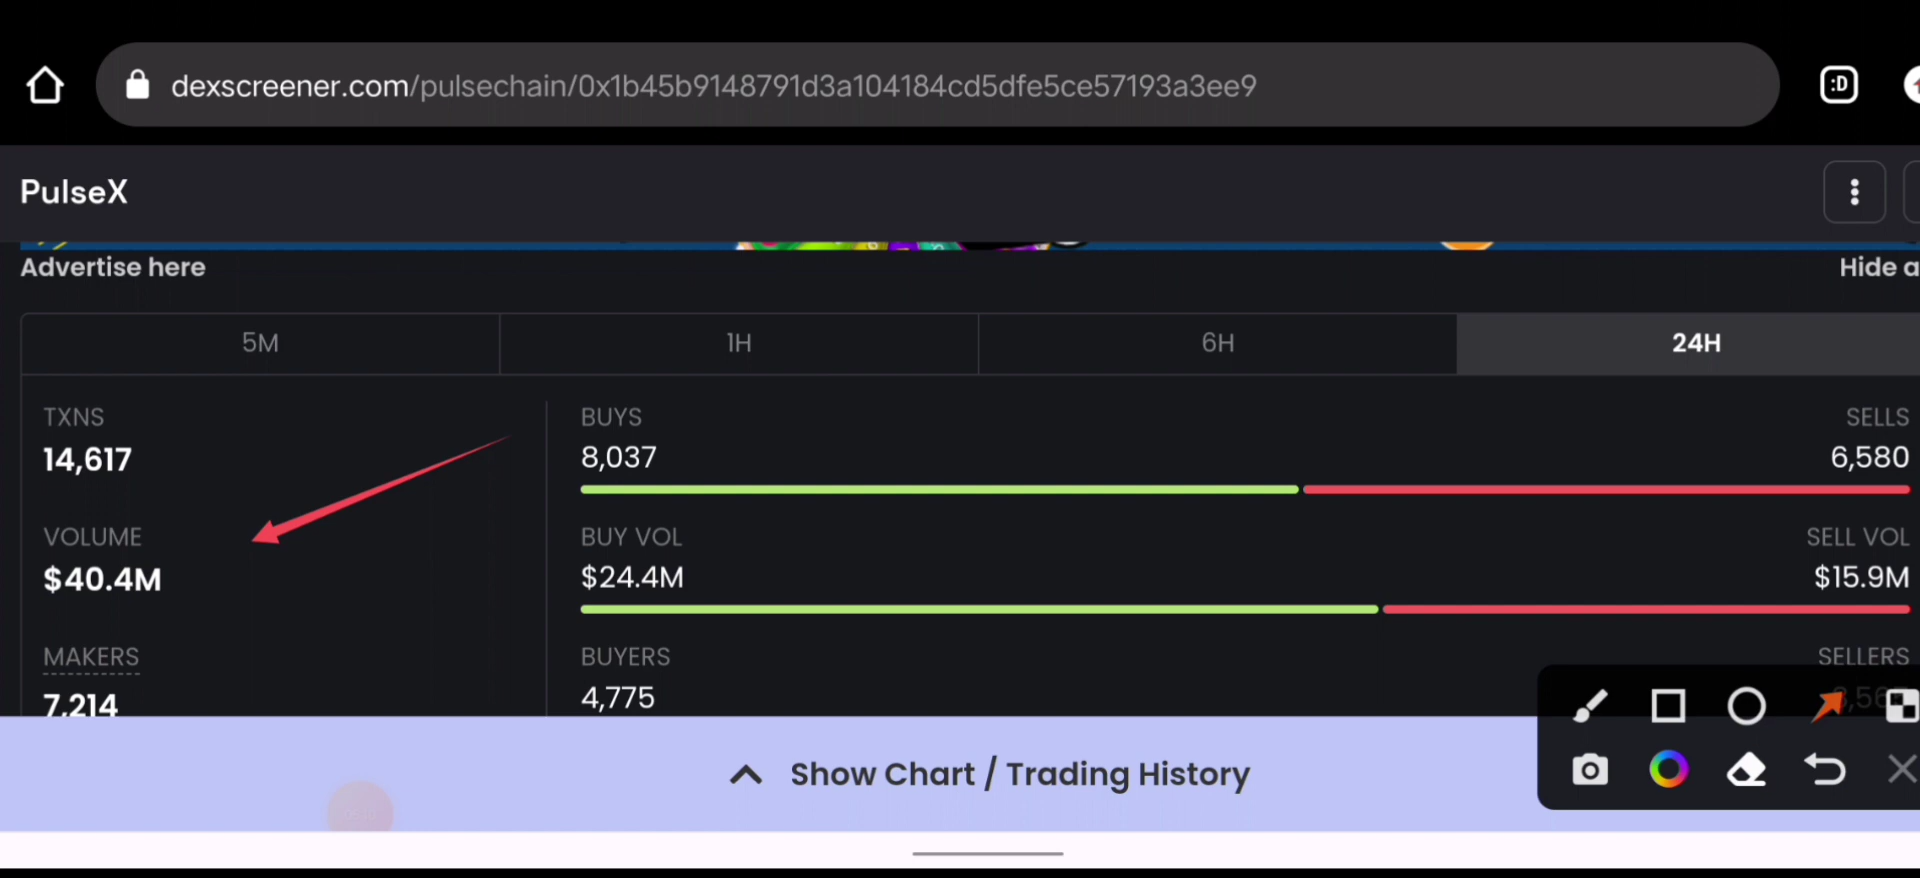 dexscreener.com/pulsechain/0x1b45b9148791d3a104184cd5dfe5ce57193a3ee9
:D
PulseX
Advertise here
Hide a
5M 1H 6H 24H
TXNS
14,617
BUYS
8,037
SELLS
6,580
VOLUME
$40.4M
BUY VOL
$24.4M
SELL VOL
$15.9M
MAKERS
7,214
BUYERS
4,775
SELLERS
Show Chart / Trading History